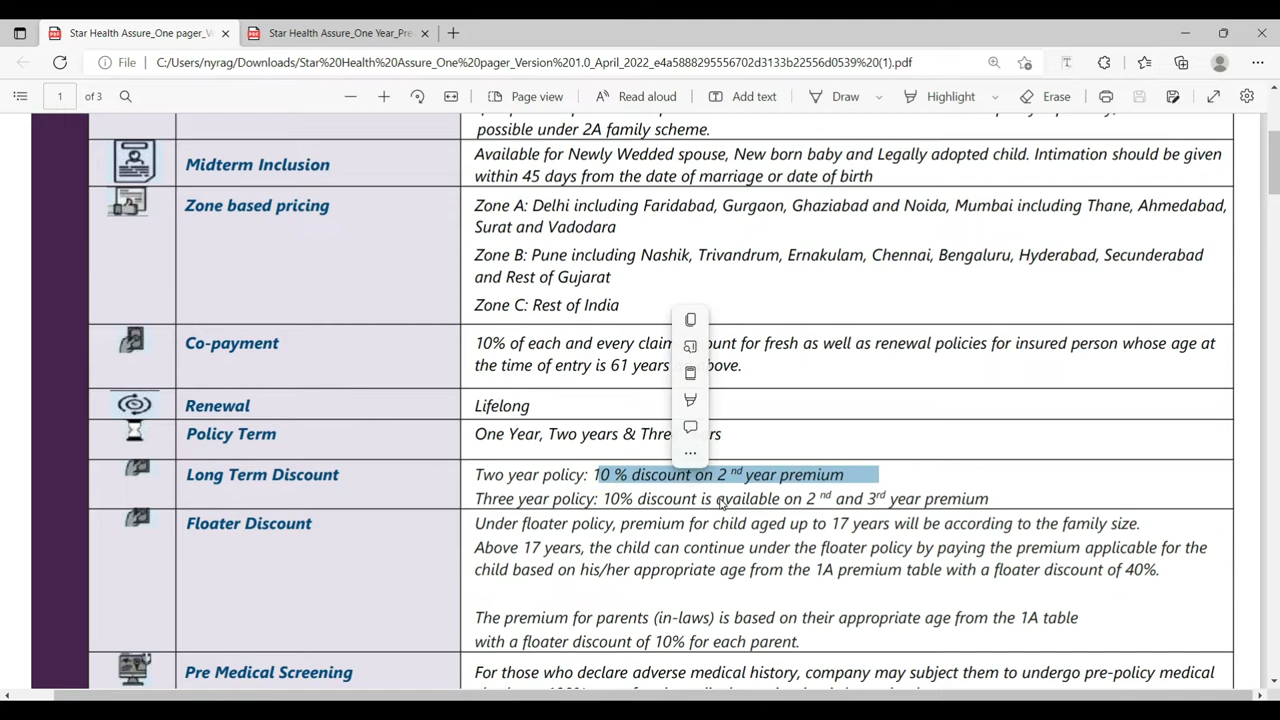 Star Health Assure_One pager_V
Star Health Assure_One Year_Pre
File
C:/Users/nyrag/Downloads/Star%20Health%20Assure_One%20pager_Version%201.0_April_2022_e4a5888295556702d3133b22556d0539%20(1).pdf
1 of 3
Page view
Read aloud
Add text
Draw
Highlight
Erase
possible under 2A family scheme.
Midterm Inclusion
Available for Newly Wedded spouse, New born baby and Legally adopted child. Intimation should be given
within 45 days from the date of marriage or date of birth
Zone based pricing
Zone A: Delhi including Faridabad, Gurgaon, Ghaziabad and Noida, Mumbai including Thane, Ahmedabad,
Surat and Vadodara
Zone B: Pune including Nashik, Trivandrum, Ernakulam, Chennai, Bengaluru, Hyderabad, Secunderabad
and Rest of Gujarat
Zone C: Rest of India
Co-payment
10% of each and every claim ount for fresh as well as renewal policies for insured person whose age at
the time of entry is 61 years bove.
Renewal
Lifelong
Policy Term
One Year, Two years & Thre rs
Long Term Discount
Two year policy: 10 % discount on 2 nd year premium
Three year policy: 10% discount is available on 2 nd and 3rd year premium
Floater Discount
Under floater policy, premium for child aged up to 17 years will be according to the family size.
Above 17 years, the child can continue under the floater policy by paying the premium applicable for the
child based on his/her appropriate age from the 1A premium table with a floater discount of 40%.
The premium for parents (in-laws) is based on their appropriate age from the 1A table
with a floater discount of 10% for each parent.
Pre Medical Screening
For those who declare adverse medical history, company may subject them to undergo pre-policy medical